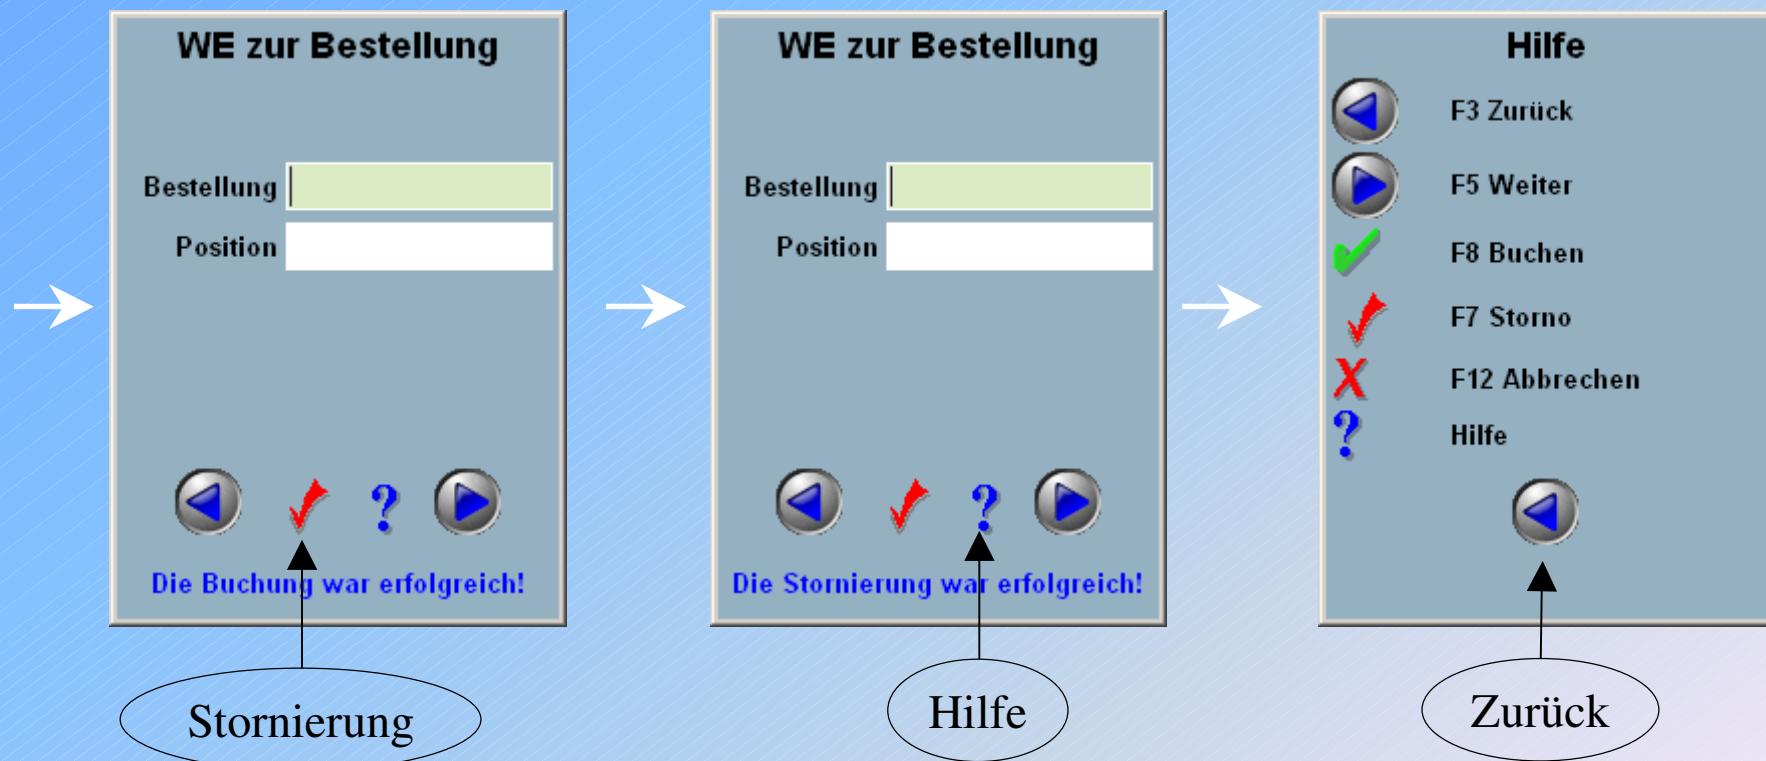 WE zur Bestellung
Bestellung
Position
Die Buchung war erfolgreich!
Stornierung
WE zur Bestellung
Bestellung
Position
Die Stornierung war erfolgreich!
Hilfe
Hilfe
F3 Zurück
F5 Weiter
F8 Buchen
F7 Storno
F12 Abbrechen
Hilfe
Zurück